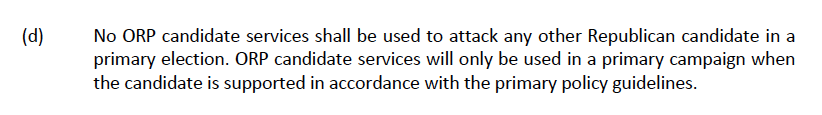 (d) No ORP candidate services shall be used to attack any other Republican candidate in a
primary election. ORP candidate services will only be used in a primary campaign when
the candidate is supported in accordance with the primary policy guidelines.